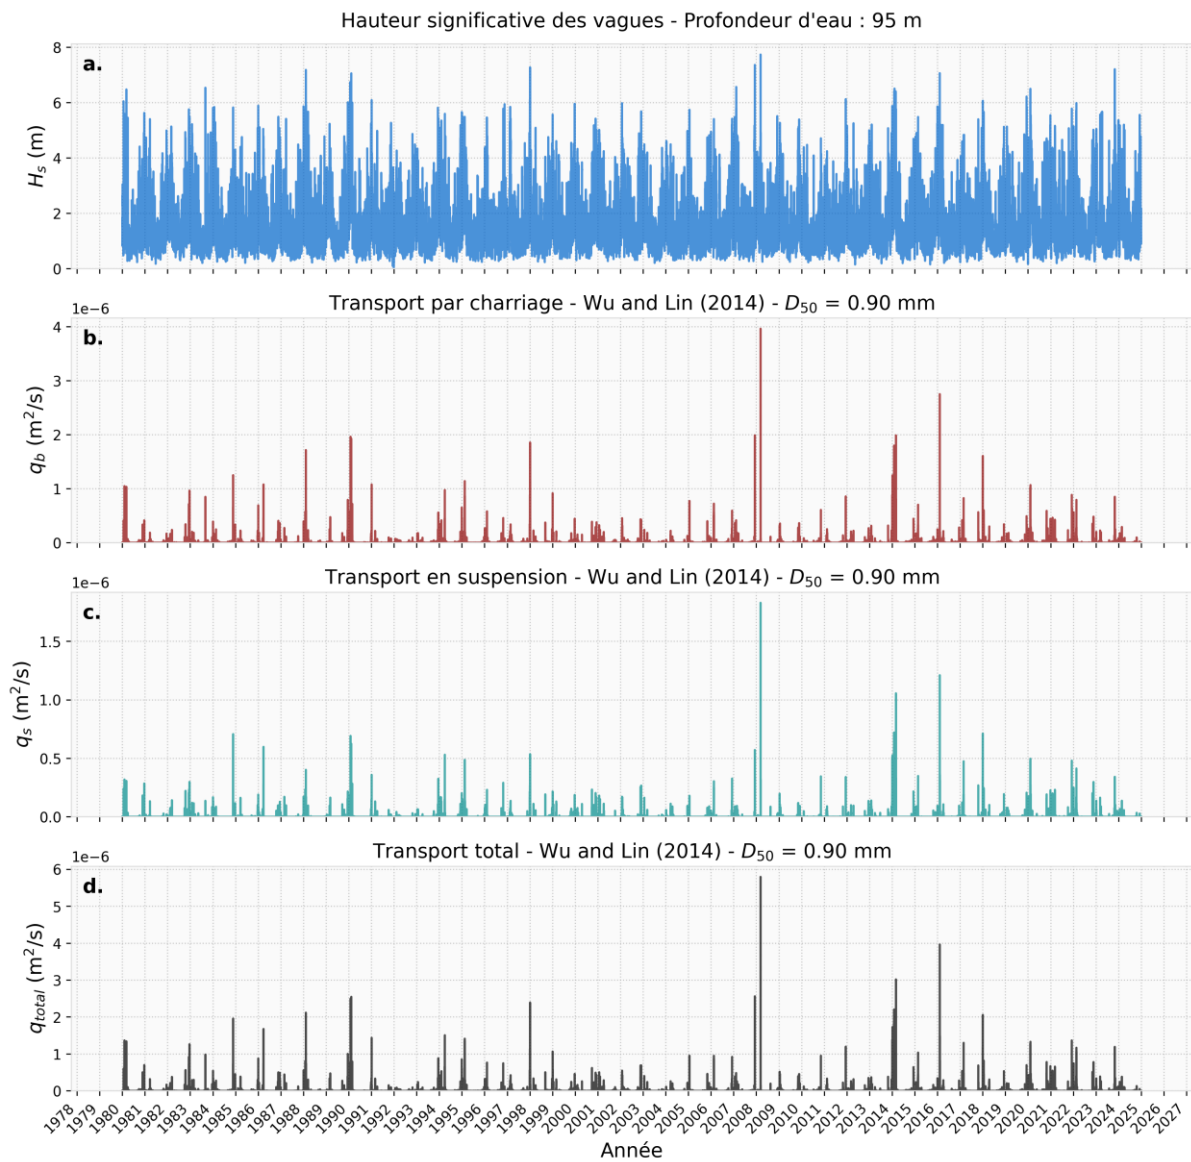 Hauteur significative des vagues - Profondeur d'eau : 95 m
a.
8
6
4
2
0
H_s (m)
Transport par charriage - Wu and Lin (2014) - D_50 = 0.90 mm
1e-6
b.
4
3
2
1
0
q_b (m^2/s)
Transport en suspension - Wu and Lin (2014) - D_50 = 0.90 mm
1e-6
c.
1.5
1.0
0.5
0.0
q_s (m^2/s)
Transport total - Wu and Lin (2014) - D_50 = 0.90 mm
1e-6
d.
6
5
4
3
2
1
0
q_total (m^2/s)
1978 1979 1980 1981 1982 1983 1984 1985 1986 1987 1988 1989 1990 1991 1992 1993 1994 1995 1996 1997 1998 1999 2000 2001 2002 2003 2004 2005 2006 2007 2008 2009 2010 2011 2012 2013 2014 2015 2016 2017 2018 2019 2020 2021 2022 2023 2024 2025 2026 2027
Année